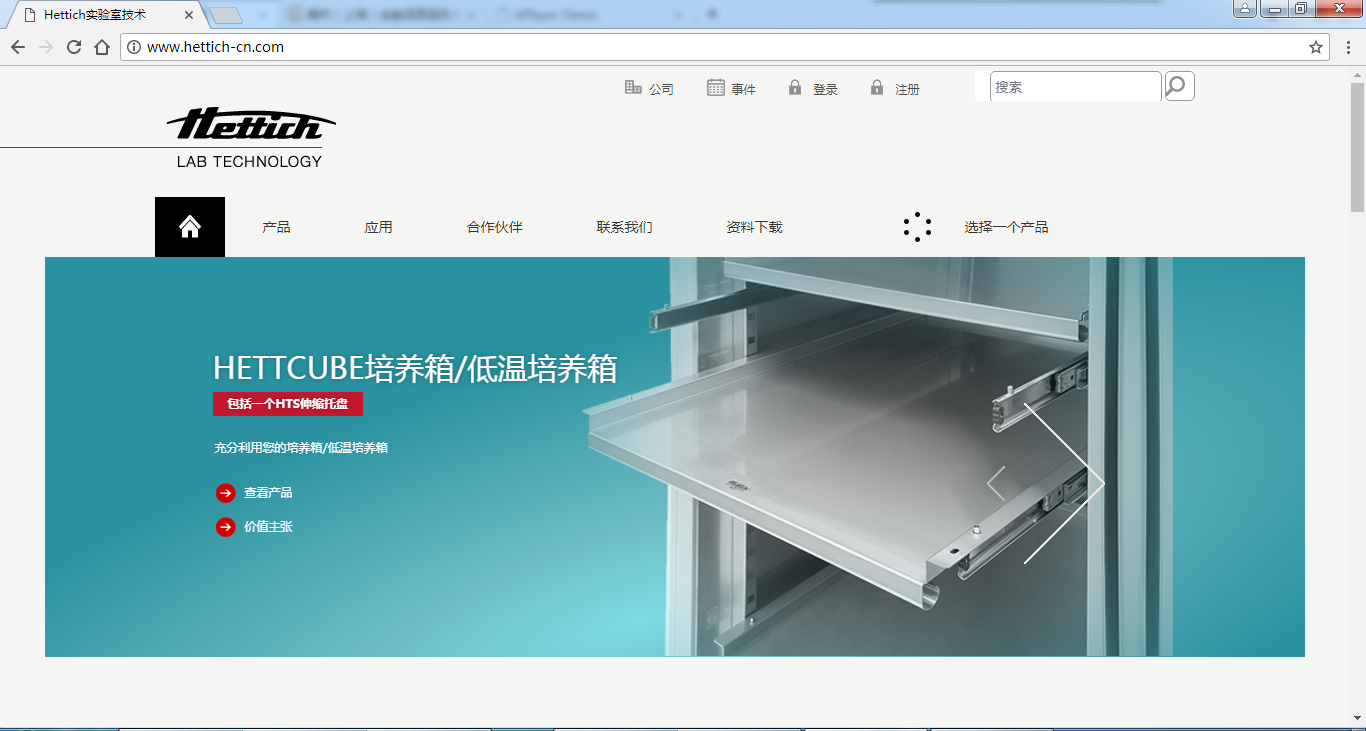 Hettich实验室技术
www.hettich-cn.com
公司
事件
登录
注册
搜索
Hettich
LAB TECHNOLOGY
产品
应用
合作伙伴
联系我们
资料下载
选择一个产品
HETTCUBE培养箱/低温培养箱
包括一个HTS伸缩托盘
充分利用您的培养箱/低温培养箱
查看产品
价值主张